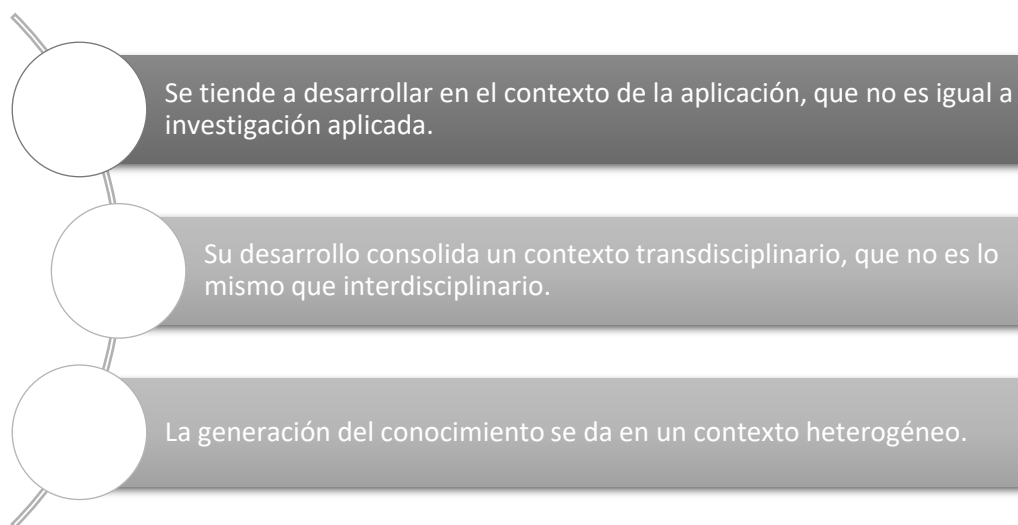 Se tiende a desarrollar en el contexto de la aplicación, que no es igual a
investigación aplicada.
Su desarrollo consolida un contexto transdisciplinario, que no es lo
mismo que interdisciplinario.
La generación del conocimiento se da en un contexto heterogéneo.